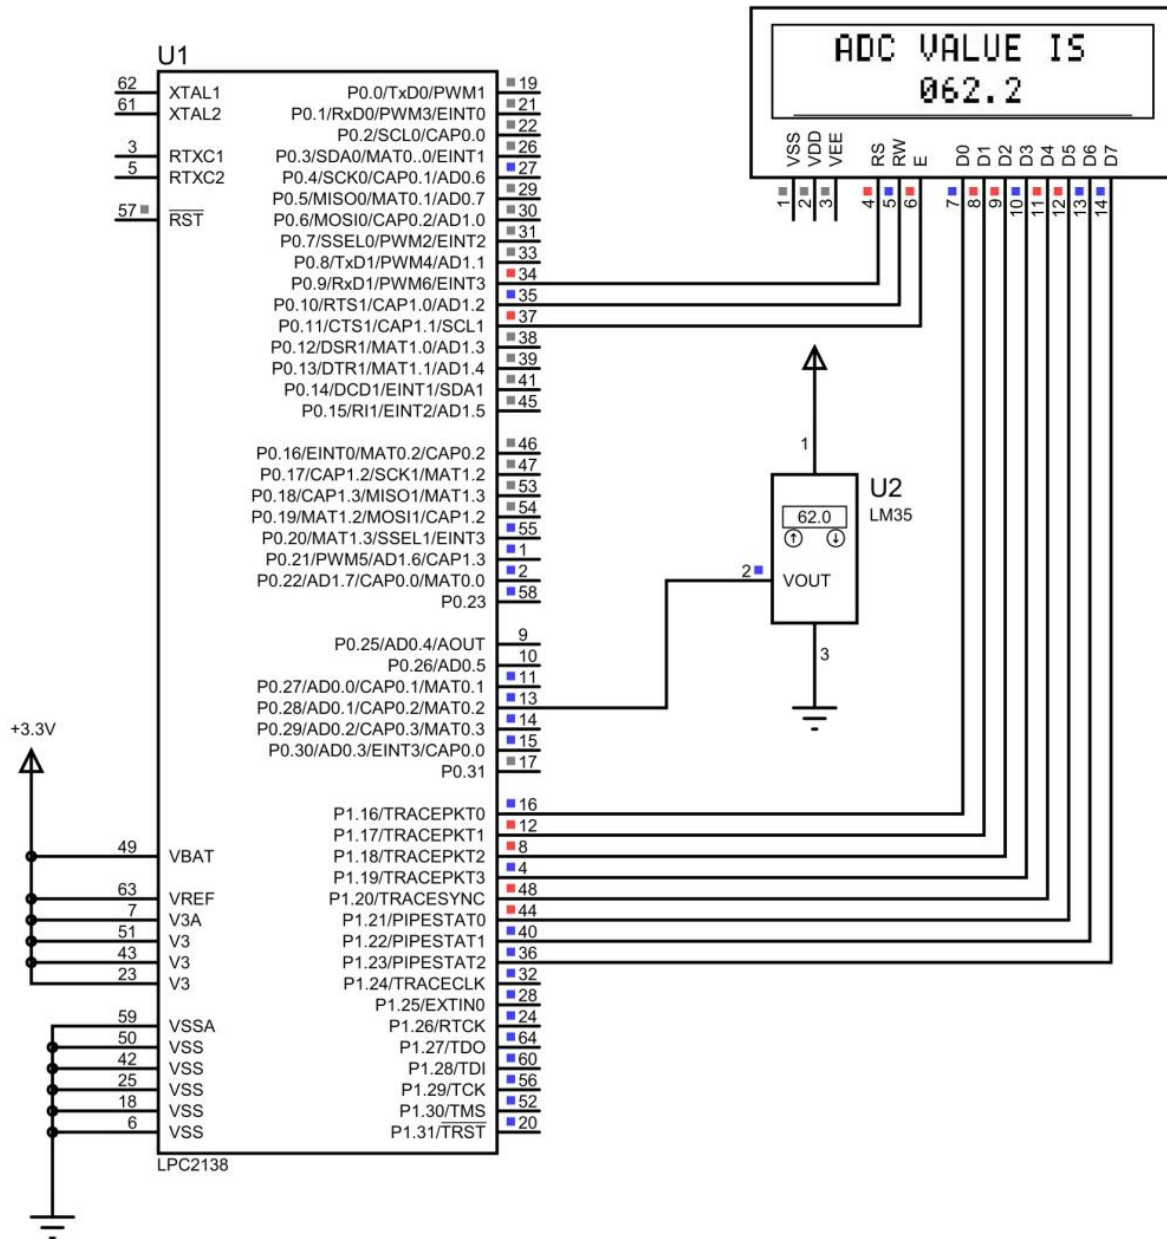 U1
62 XTAL1
61 XTAL2
3 RTXC1
5 RTXC2
57 RST
P0.0/TxD0/PWM1 19
P0.1/RxD0/PWM3/EINT0 21
P0.2/SCL0/CAP0.0 22
P0.3/SDA0/MAT0..0/EINT1 26
P0.4/SCK0/CAP0.1/AD0.6 27
P0.5/MISO0/MAT0.1/AD0.7 29
P0.6/MOSI0/CAP0.2/AD1.0 30
P0.7/SSEL0/PWM2/EINT2 31
P0.8/TxD1/PWM4/AD1.1 33
P0.9/RxD1/PWM6/EINT3 34
P0.10/RTS1/CAP1.0/AD1.2 35
P0.11/CTS1/CAP1.1/SCL1 37
P0.12/DSR1/MAT1.0/AD1.3 38
P0.13/DTR1/MAT1.1/AD1.4 39
P0.14/DCD1/EINT1/SDA1 41
P0.15/RI1/EINT2/AD1.5 45
P0.16/EINT0/MAT0.2/CAP0.2 46
P0.17/CAP1.2/SCK1/MAT1.2 47
P0.18/CAP1.3/MISO1/MAT1.3 53
P0.19/MAT1.2/MOSI1/CAP1.2 54
P0.20/MAT1.3/SSEL1/EINT3 55
P0.21/PWM5/AD1.6/CAP1.3 1
P0.22/AD1.7/CAP0.0/MAT0.0 2
P0.23 58
P0.25/AD0.4/AOUT 9
P0.26/AD0.5 10
P0.27/AD0.0/CAP0.1/MAT0.1 11
P0.28/AD0.1/CAP0.2/MAT0.2 13
P0.29/AD0.2/CAP0.3/MAT0.3 14
P0.30/AD0.3/EINT3/CAP0.0 15
P0.31 17
P1.16/TRACEPKT0 16
P1.17/TRACEPKT1 12
P1.18/TRACEPKT2 8
P1.19/TRACEPKT3 4
P1.20/TRACESYNC 48
P1.21/PIPESTAT0 44
P1.22/PIPESTAT1 40
P1.23/PIPESTAT2 36
P1.24/TRACECLK 32
P1.25/EXTIN0 28
P1.26/RTCK 24
P1.27/TDO 64
P1.28/TDI 60
P1.29/TCK 56
P1.30/TMS 52
P1.31/TRST 20
+3.3V
49 VBAT
63 VREF
7 V3A
51 V3
43 V3
23 V3
59 VSSA
50 VSS
42 VSS
25 VSS
18 VSS
6 VSS
LPC2138
ADC VALUE IS
062.2
VSS VDD VEE RS RW E D0 D1 D2 D3 D4 D5 D6 D7
1 2 3 4 5 6 7 8 9 10 11 12 13 14
1
U2
LM35
62.0
2 VOUT
3